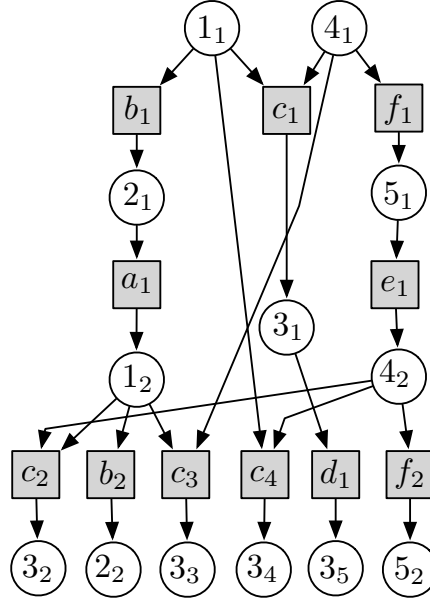 1₁ 4₁
b₁ c₁ f₁
2₁ 5₁
a₁ e₁
3₁
1₂ 4₂
c₂ b₂ c₃ c₄ d₁ f₂
3₂ 2₂ 3₃ 3₄ 3₅ 5₂